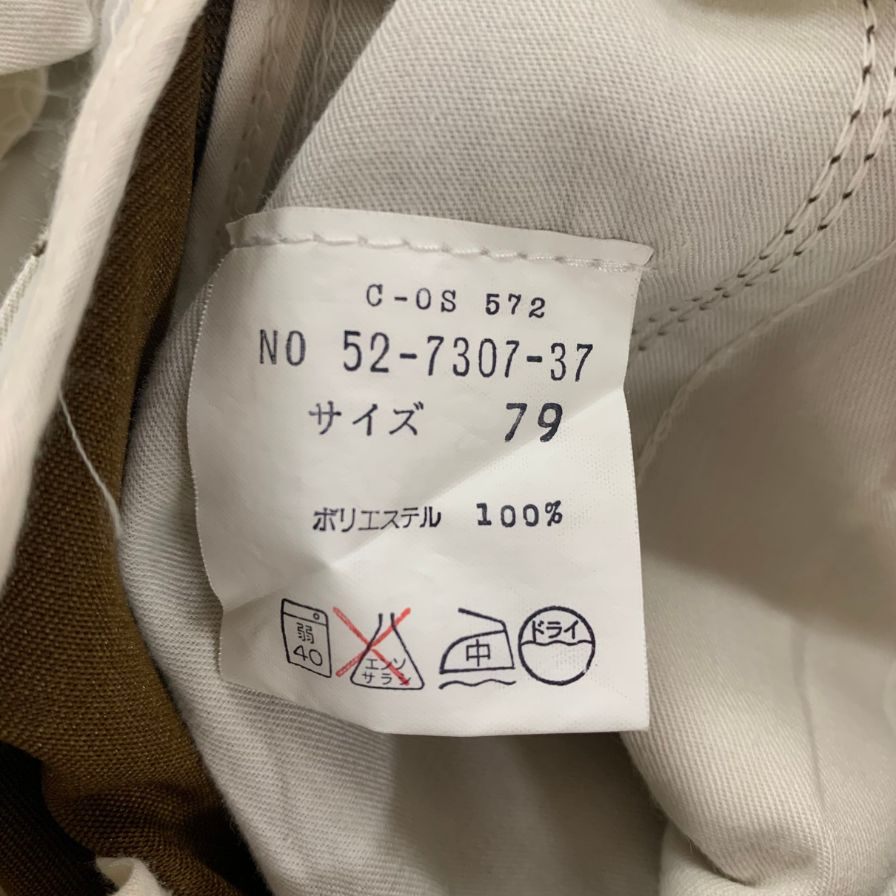 C-OS 572
NO 52-7307-37
サイズ 79
ポリエステル 100%
弱
40
エンソ
サラシ
中
ドライ